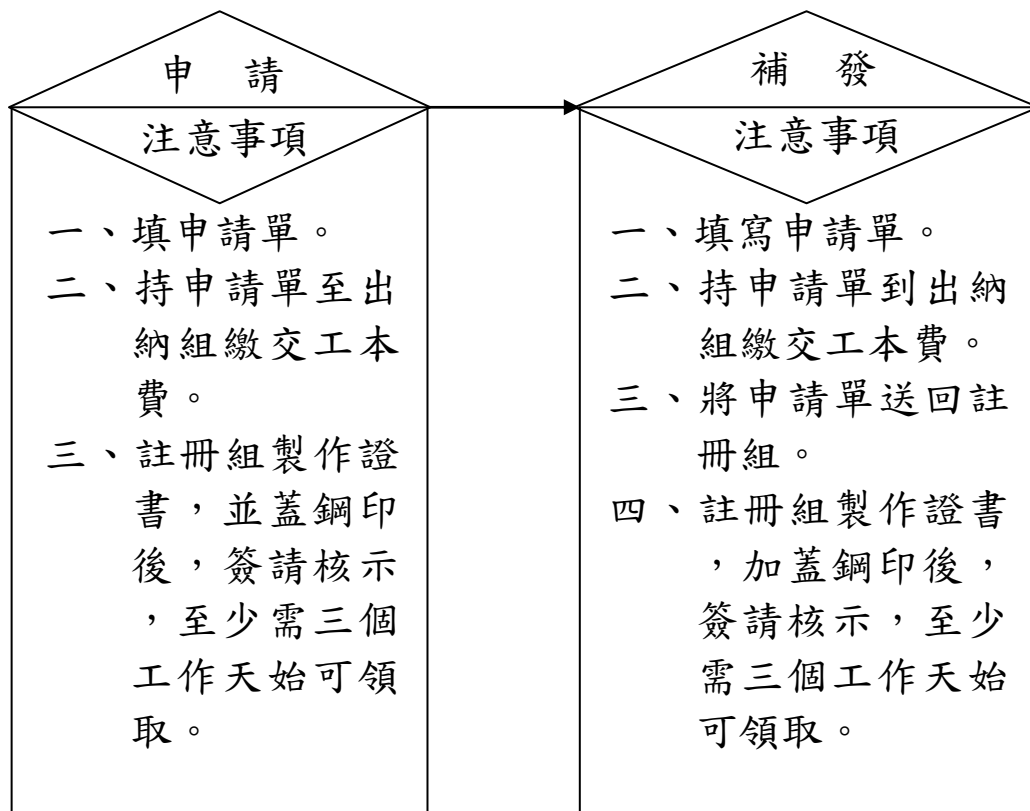 申 請
注意事項
一、填申請單。
二、持申請單至出
納組繳交工本
費。
三、註冊組製作證
書，並蓋鋼印
後，簽請核示
，至少需三個
工作天始可領
取。
補 發
注意事項
一、填寫申請單。
二、持申請單到出納
組繳交工本費。
三、將申請單送回註
冊組。
四、註冊組製作證書
，加蓋鋼印後，
簽請核示，至少
需三個工作天始
可領取。